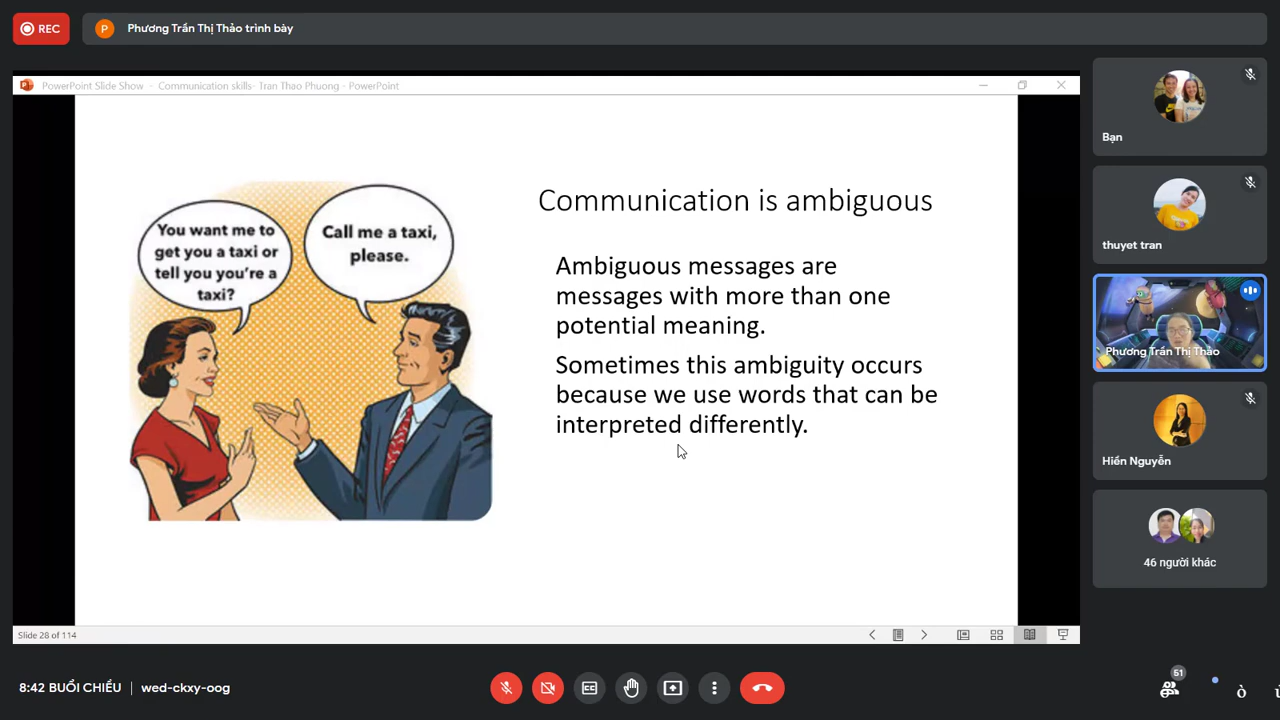 REC
P
Phương Trần Thị Thảo trình bày
PowerPoint Slide Show - Communication skills- Tran Thao Phuong - PowerPoint
You want me to
get you a taxi or
tell you you're a
taxi?
Call me a taxi,
please.
Communication is ambiguous
Ambiguous messages are
messages with more than one
potential meaning.
Sometimes this ambiguity occurs
because we use words that can be
interpreted differently.
Slide 28 of 114
Bạn
thuyet tran
Phương Trần Thị Thảo
Hiền Nguyễn
46 người khác
8:42 BUỔI CHIỀU
wed-ckxy-oog
51